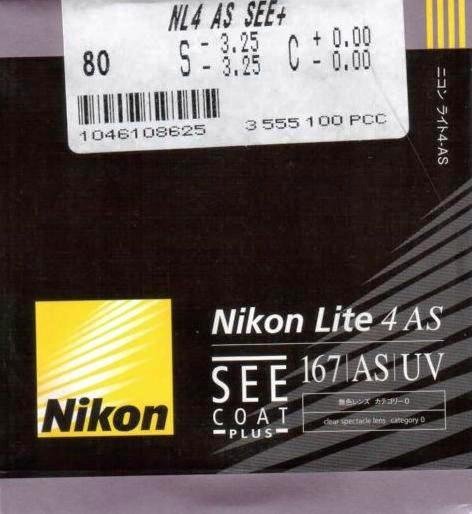 NL4 AS SEE+
80 S - 3.25 C + 0.00
- 3.25 - 0.00
1046108625 3 555 100 PCC
ニコン ライト4-AS
Nikon Lite 4 AS
SEE COAT PLUS
167|AS|UV
無色レンズ カテゴリー0
clear spectacle lens category 0
Nikon